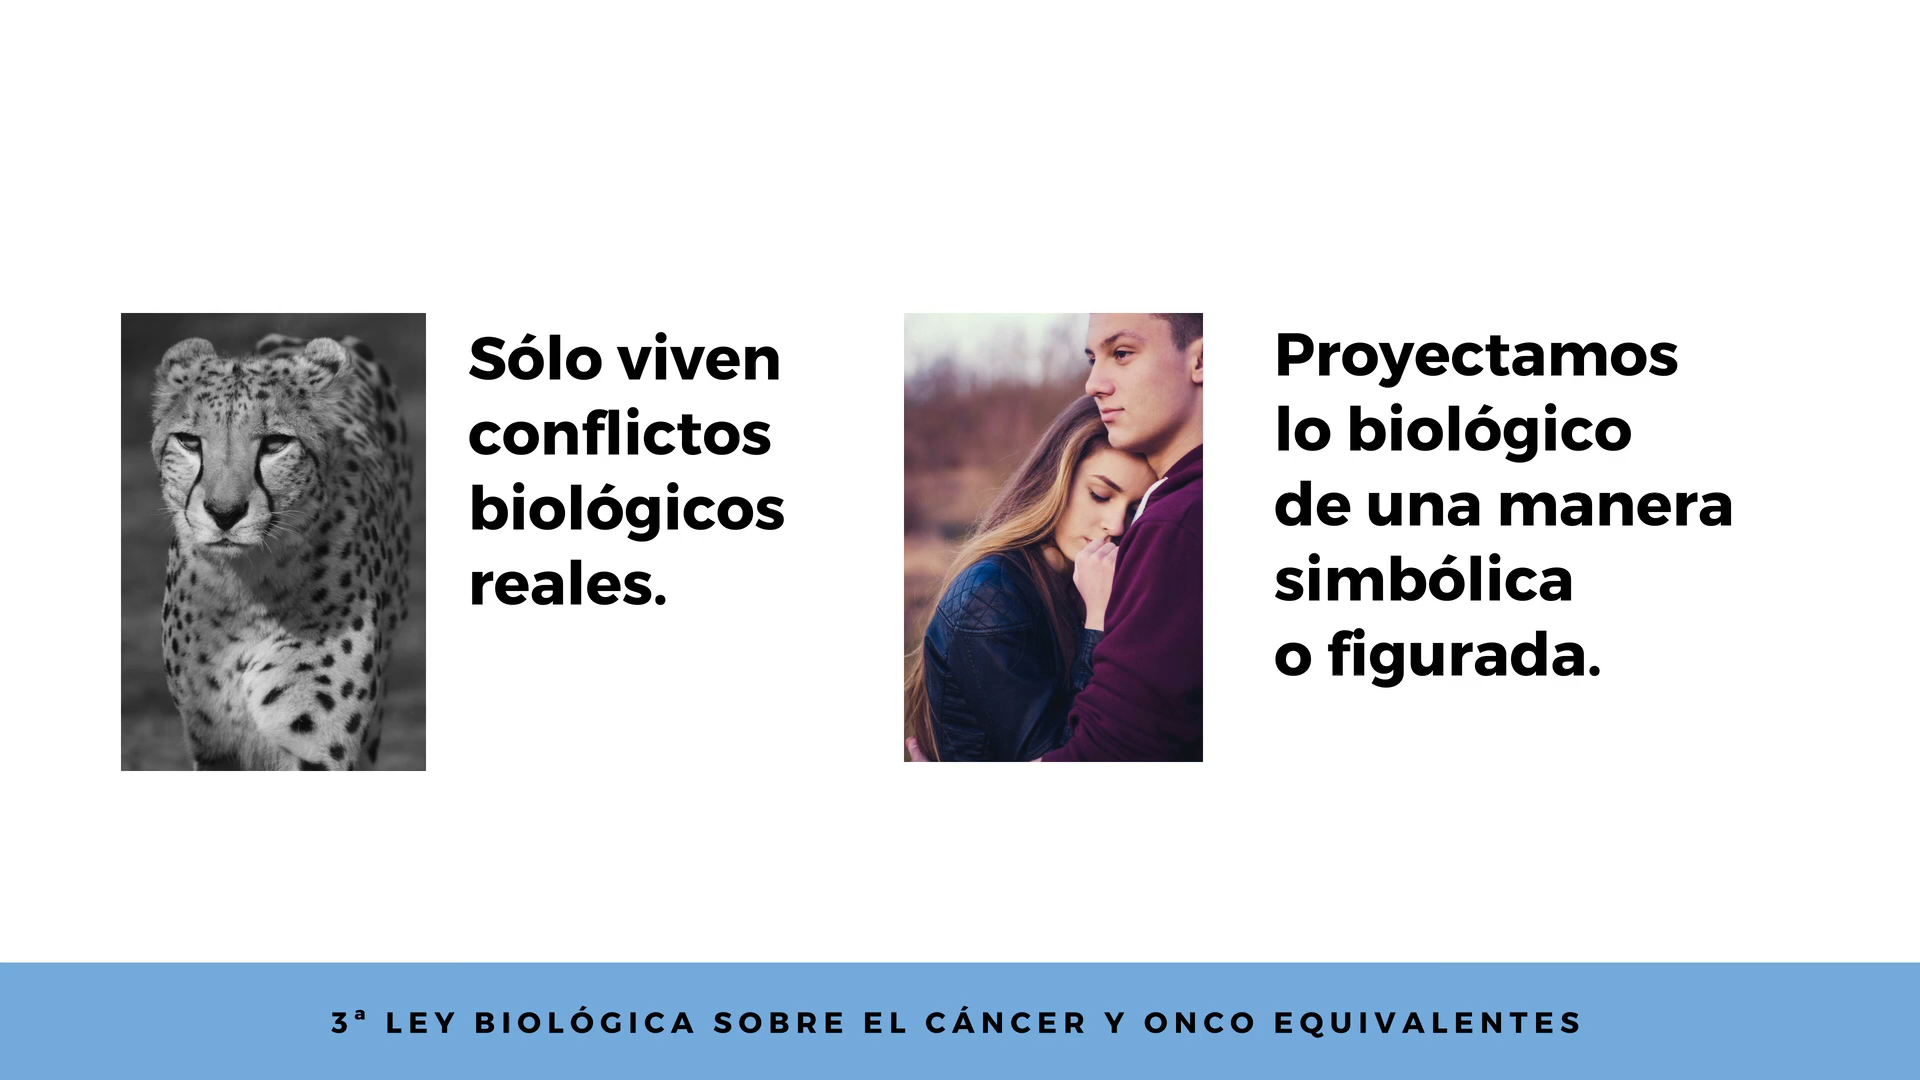 Sólo viven
conflictos
biológicos
reales.
Proyectamos
lo biológico
de una manera
simbólica
o figurada.
3ª LEY BIOLÓGICA SOBRE EL CÁNCER Y ONCO EQUIVALENTES